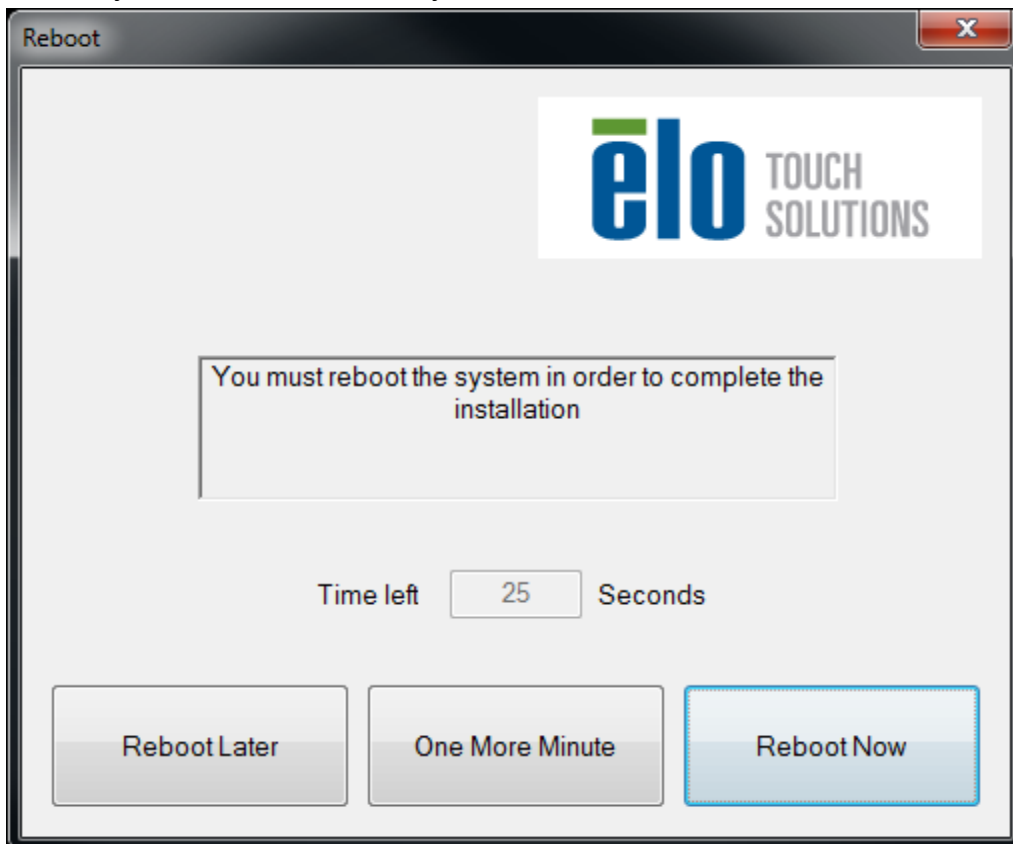 Reboot
x
ēlo TOUCH
SOLUTIONS
You must reboot the system in order to complete the
installation
Time left 25 Seconds
Reboot Later One More Minute Reboot Now